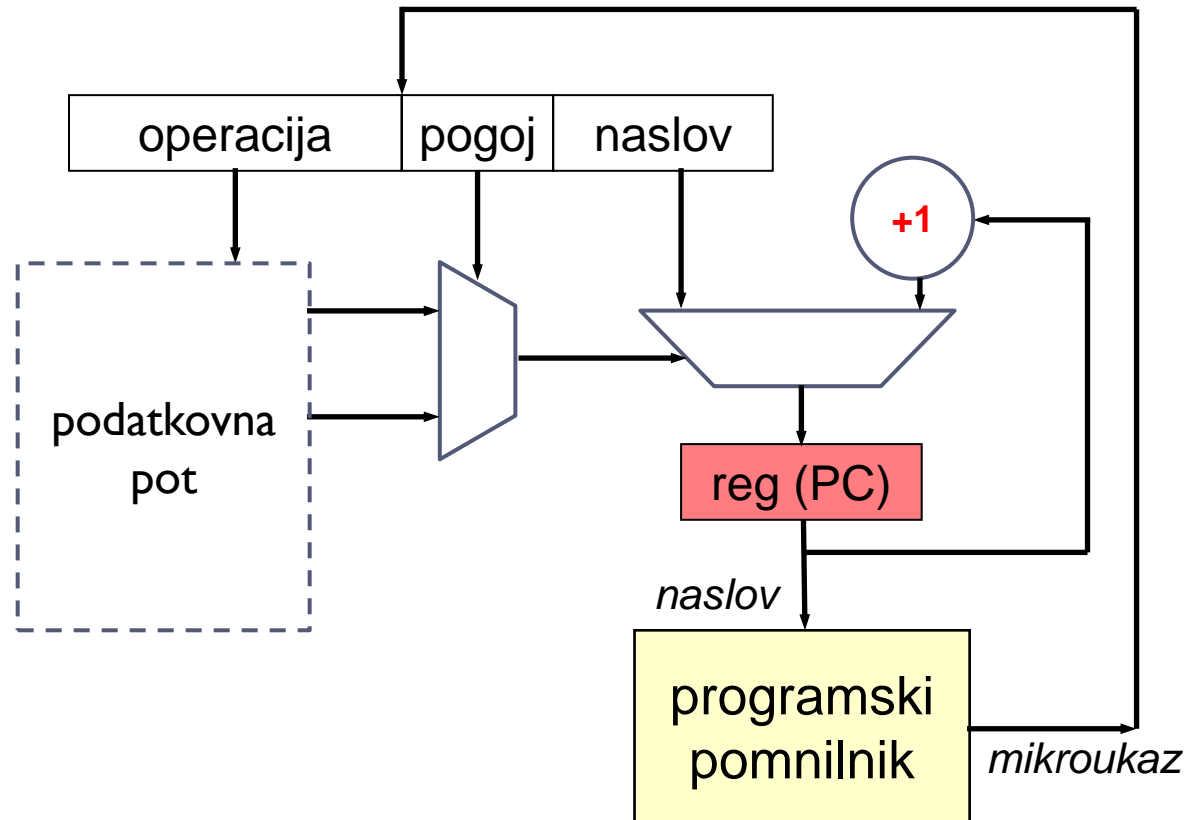 operacija
pogoj
naslov
+1
podatkovna
pot
reg (PC)
naslov
programski
pomnilnik
mikroukaz